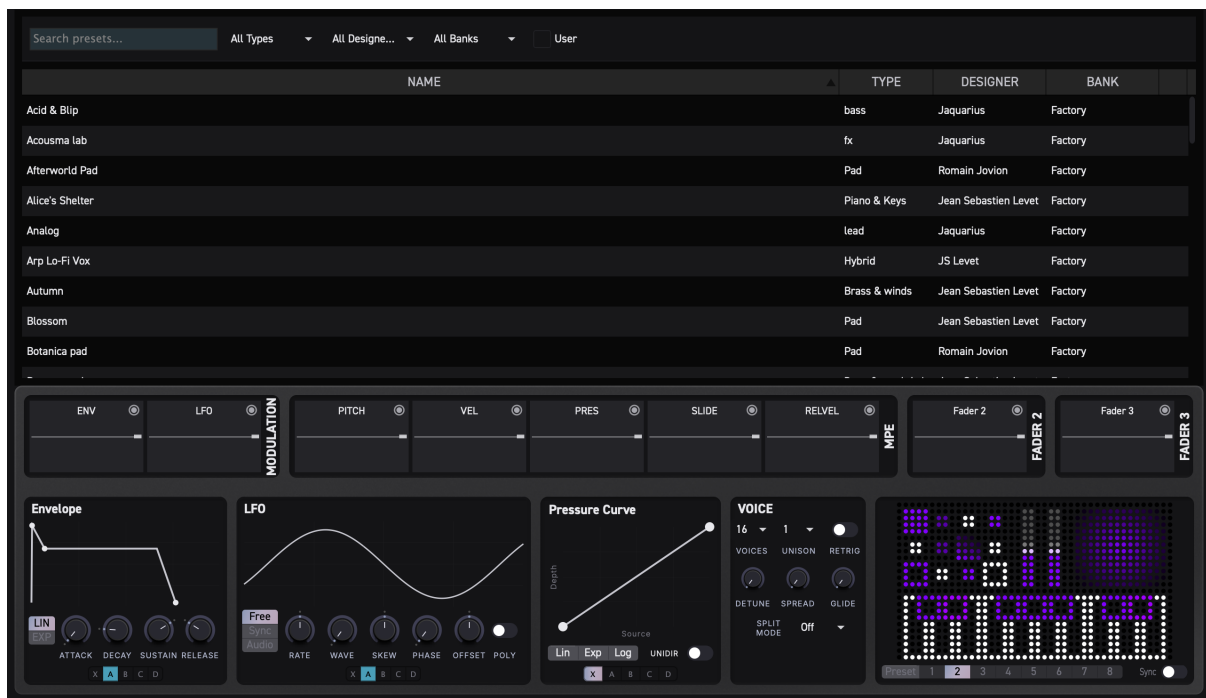 Search presets... All Types All Designe... All Banks User
NAME TYPE DESIGNER BANK
Acid & Blip bass Jaquarius Factory
Acousma lab fx Jaquarius Factory
Afterworld Pad Pad Romain Jovion Factory
Alice's Shelter Piano & Keys Jean Sebastien Levet Factory
Analog lead Jaquarius Factory
Arp Lo-Fi Vox Hybrid JS Levet Factory
Autumn Brass & winds Jean Sebastien Levet Factory
Blossom Pad Jean Sebastien Levet Factory
Botanica pad Pad Romain Jovion Factory
ENV LFO MODULATION PITCH VEL PRES SLIDE RELVEL MPE Fader 2 FADER 2 Fader 3 FADER 3
Envelope
LIN
EXP
ATTACK DECAY SUSTAIN RELEASE
X A B C D
LFO
Free
Sync
Audio
RATE WAVE SKEW PHASE OFFSET POLY
X A B C D
Pressure Curve
Depth
Source
Lin Exp Log UNIDIR
X A B C D
VOICE
16 1
VOICES UNISON RETRIG
DETUNE SPREAD GLIDE
SPLIT MODE Off
Preset 1 2 3 4 5 6 7 8 Sync